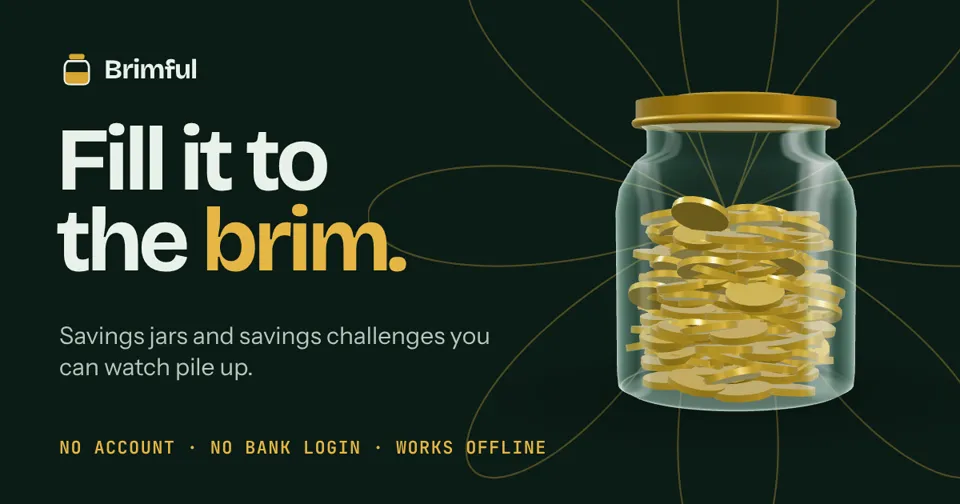 Brimful
Fill it to
the brim.
Savings jars and savings challenges you
can watch pile up.
NO ACCOUNT · NO BANK LOGIN · WORKS OFFLINE